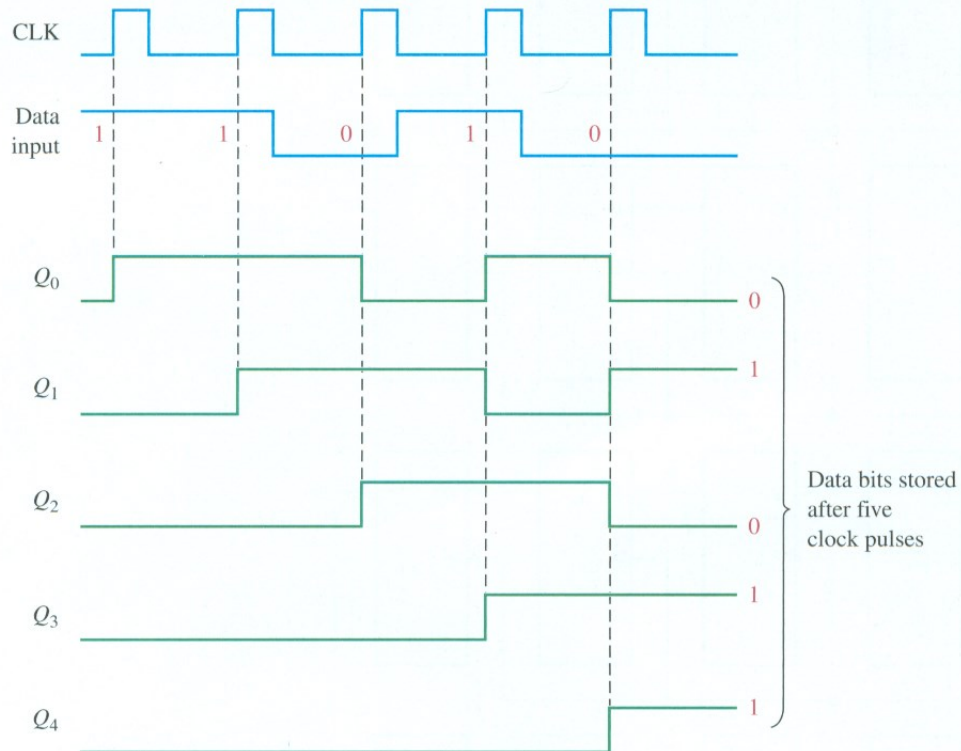 CLK
Data
input
1 1 0 1 0
Q0
0
Q1
1
Q2
0
Data bits stored
after five
clock pulses
Q3
1
Q4
1